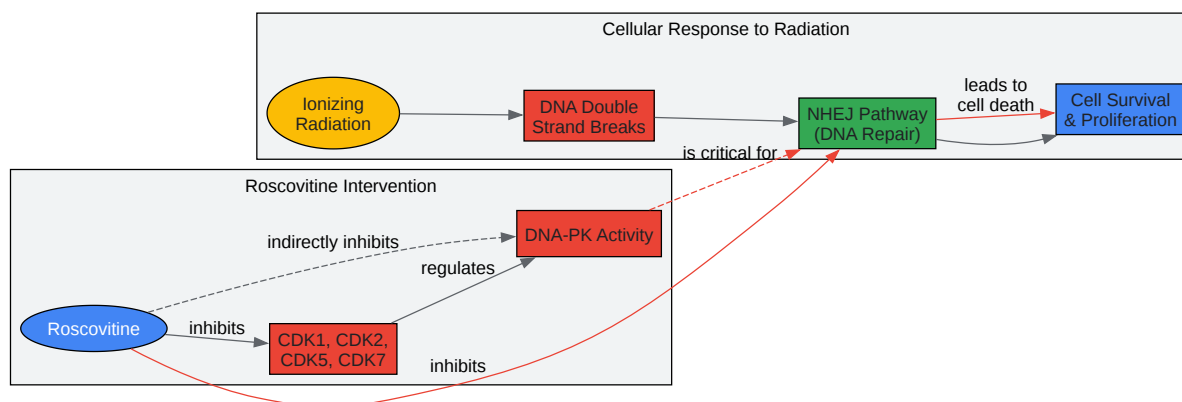 Cellular Response to Radiation
Ionizing
Radiation
DNA Double
Strand Breaks
NHEJ Pathway
(DNA Repair)
leads to
cell death
Cell Survival
& Proliferation
is critical for
Roscovitine Intervention
indirectly inhibits
DNA-PK Activity
regulates
Roscovitine
inhibits
CDK1, CDK2,
CDK5, CDK7
inhibits